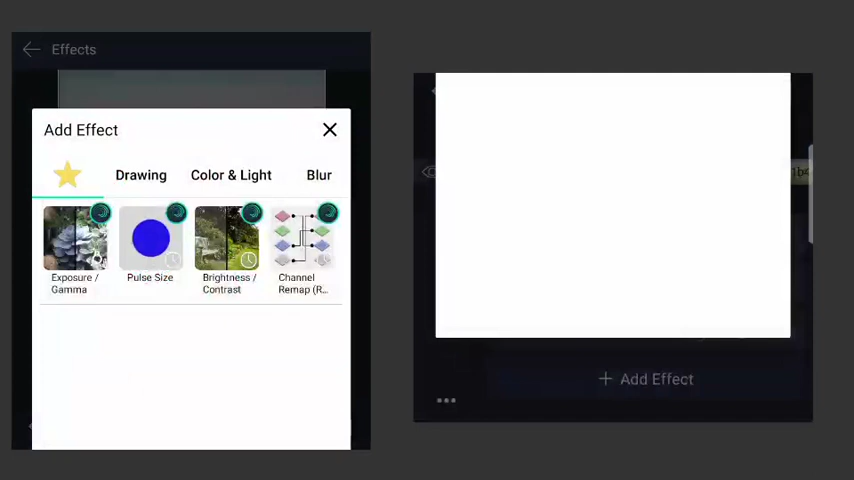 Effects
Add Effect
Drawing
Color & Light
Blur
Exposure /
Gamma
Pulse Size
Brightness /
Contrast
Channel
Remap (R...
+ Add Effect